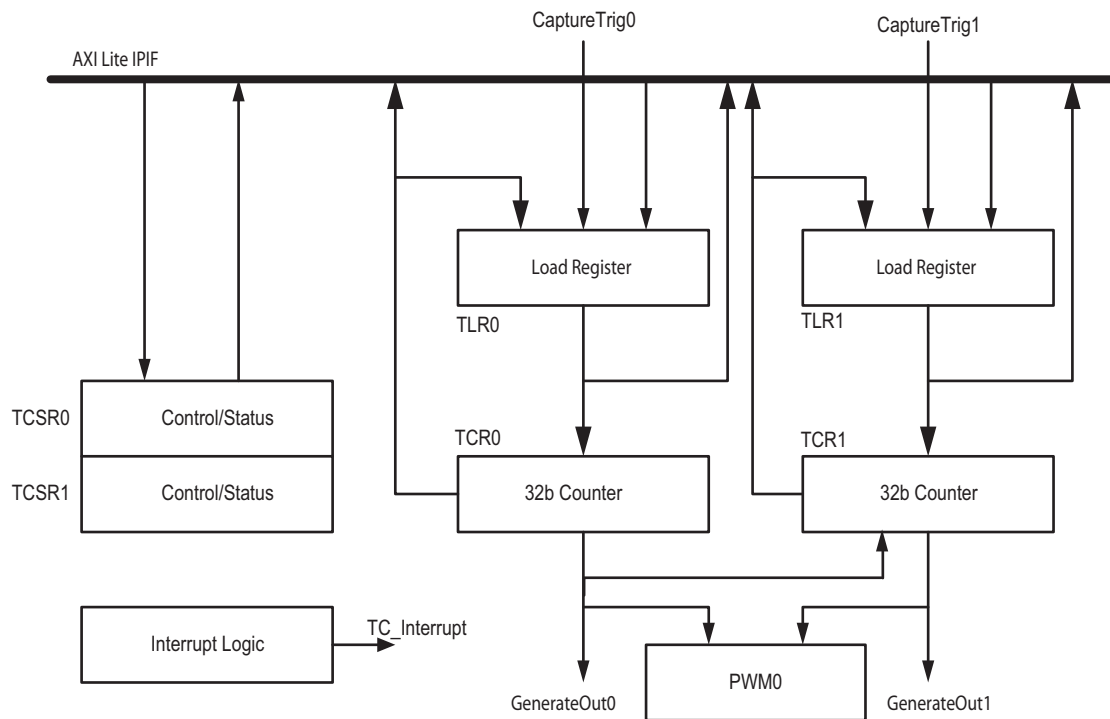 CaptureTrig0
CaptureTrig1
AXI Lite IPIF
Load Register
Load Register
TLR0
TLR1
TCSR0
Control/Status
TCR0
TCR1
TCSR1
Control/Status
32b Counter
32b Counter
Interrupt Logic
TC_Interrupt
PWM0
GenerateOut0
GenerateOut1